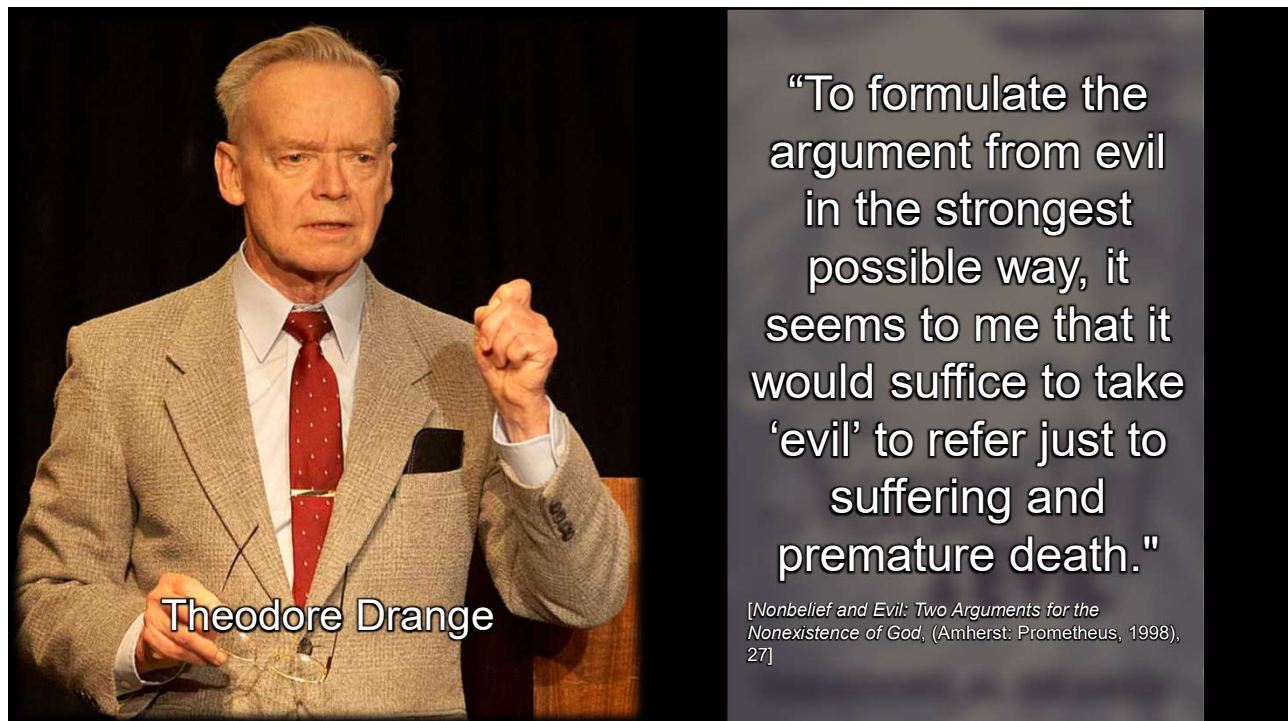 “To formulate the
argument from evil
in the strongest
possible way, it
seems to me that it
would suffice to take
‘evil’ to refer just to
suffering and
premature death."
[Nonbelief and Evil: Two Arguments for the
Nonexistence of God, (Amherst: Prometheus, 1998),
27]
Theodore Drange